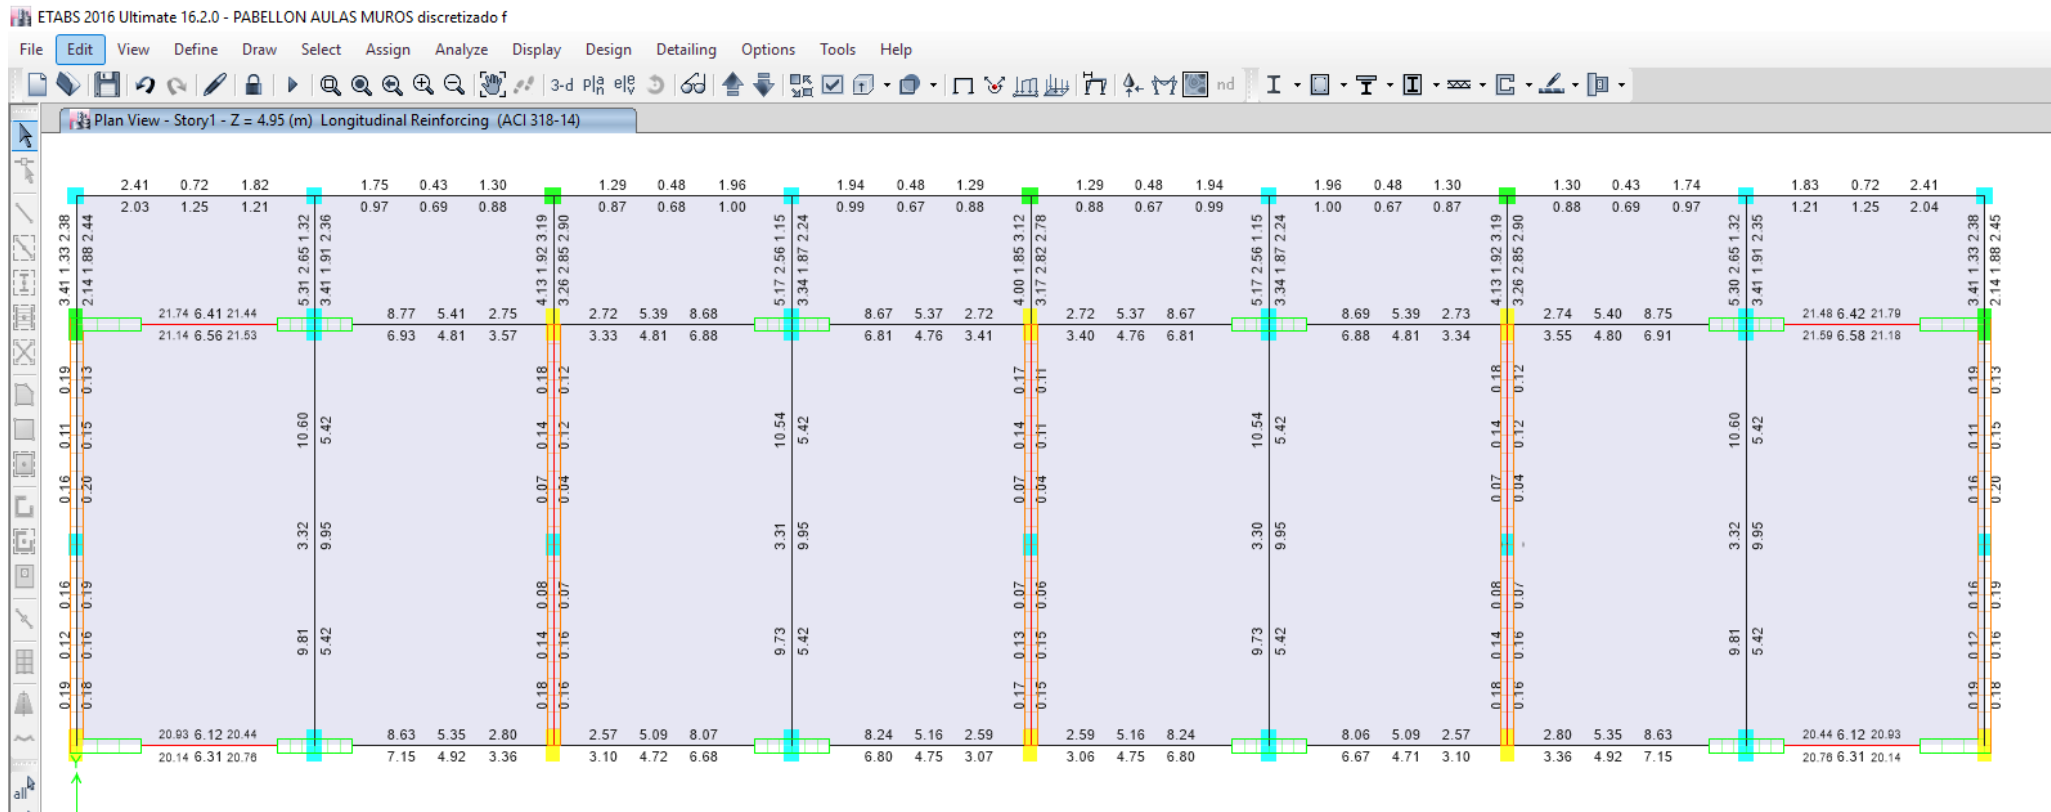 ETABS 2016 Ultimate 16.2.0 - PABELLON AULAS MUROS discretizado f
File Edit View Define Draw Select Assign Analyze Display Design Detailing Options Tools Help
3-d nd
Plan View - Story1 - Z = 4.95 (m) Longitudinal Reinforcing (ACI 318-14)
2.41 0.72 1.82 1.75 0.43 1.30 1.29 0.48 1.96 1.94 0.48 1.29 1.29 0.48 1.94 1.96 0.48 1.30 1.30 0.43 1.74 1.83 0.72 2.41
2.03 1.25 1.21 0.97 0.69 0.88 0.87 0.68 1.00 0.99 0.67 0.88 0.88 0.67 0.99 1.00 0.67 0.87 0.88 0.69 0.97 1.21 1.25 2.04
3.41 1.33 2.38
2.14 1.88 2.44
5.31 2.65 1.32
3.41 1.91 2.36
4.13 1.92 3.19
3.26 2.85 2.90
5.17 2.56 1.15
3.34 1.87 2.24
4.00 1.85 3.12
3.17 2.82 2.78
5.17 2.56 1.15
3.34 1.87 2.24
4.13 1.92 3.19
3.26 2.85 2.90
5.30 2.65 1.32
3.41 1.91 2.35
3.41 1.33 2.38
2.14 1.88 2.45
21.74 6.41 21.44 8.77 5.41 2.75 2.72 5.39 8.68 8.67 5.37 2.72 2.72 5.37 8.67 8.69 5.39 2.73 2.74 5.40 8.75 21.48 6.42 21.79
21.14 6.56 21.53 6.93 4.81 3.57 3.33 4.81 6.88 6.81 4.76 3.41 3.40 4.76 6.81 6.88 4.81 3.34 3.55 4.80 6.91 21.59 6.58 21.18
0.19 0.13 0.18 0.12 0.17 0.11 0.18 0.12 0.19 0.13
0.11 0.15 10.60 5.42 0.14 0.12 10.54 5.42 0.14 0.11 10.54 5.42 0.14 0.12 10.60 5.42 0.11 0.15
0.16 0.20 0.07 0.04 0.07 0.04 0.07 0.04 0.16 0.20
3.32 9.95 3.31 9.95 3.30 9.95 3.32 9.95
0.16 0.19 0.08 0.07 0.07 0.06 0.08 0.07 0.16 0.19
0.12 0.16 9.81 5.42 0.14 0.16 9.73 5.42 0.13 0.15 9.73 5.42 0.14 0.16 9.81 5.42 0.12 0.16
0.19 0.18 0.18 0.16 0.17 0.15 0.18 0.16 0.19 0.18
20.93 6.12 20.44 8.63 5.35 2.80 2.57 5.09 8.07 8.24 5.16 2.59 2.59 5.16 8.24 8.06 5.09 2.57 2.80 5.35 8.63 20.44 6.12 20.93
20.14 6.31 20.76 7.15 4.92 3.36 3.10 4.72 6.68 6.80 4.75 3.07 3.06 4.75 6.80 6.67 4.71 3.10 3.36 4.92 7.15 20.76 6.31 20.14
Y
all